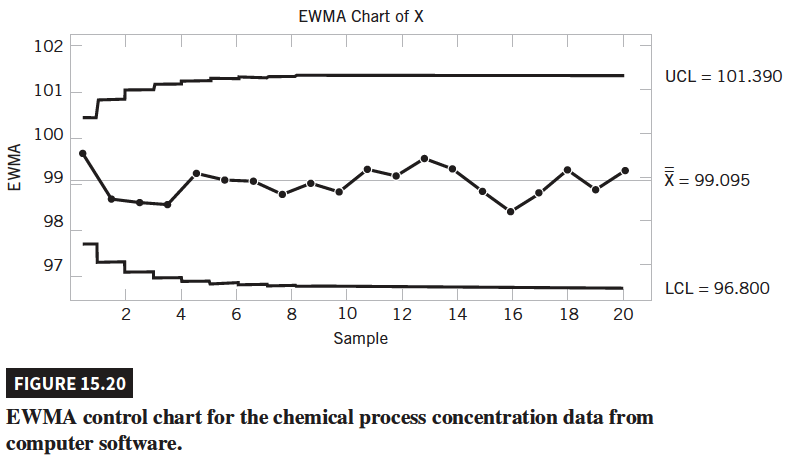 EWMA Chart of X
102
101
100
99
98
97
EWMA
UCL = 101.390
X̿ = 99.095
LCL = 96.800
2 4 6 8 10 12 14 16 18 20
Sample
FIGURE 15.20
EWMA control chart for the chemical process concentration data from
computer software.